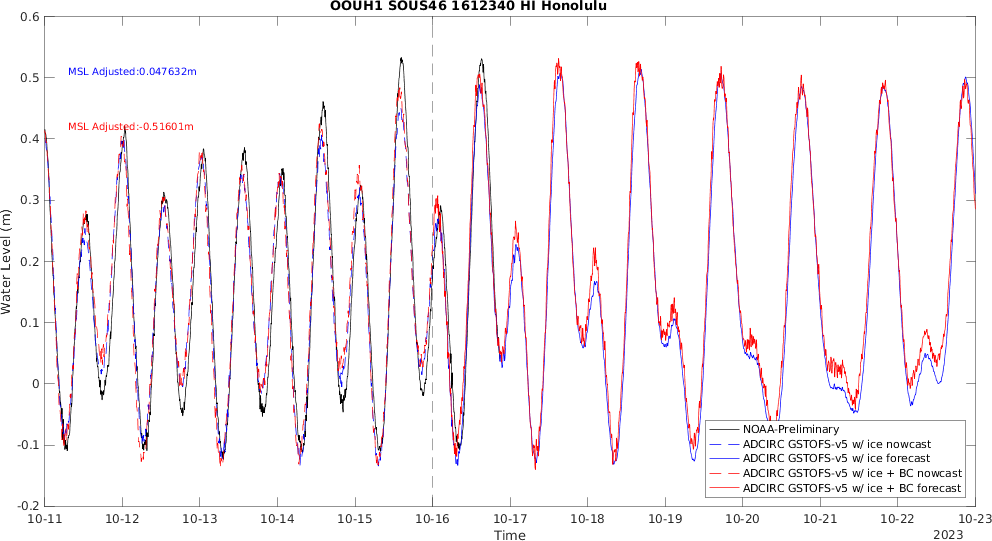 OOUH1 SOUS46 1612340 HI Honolulu
0.6
0.5
0.4
0.3
0.2
0.1
0
-0.1
-0.2
Water Level (m)
MSL Adjusted:0.047632m
MSL Adjusted:-0.51601m
NOAA-Preliminary
ADCIRC GSTOFS-v5 w/ ice nowcast
ADCIRC GSTOFS-v5 w/ ice forecast
ADCIRC GSTOFS-v5 w/ ice + BC nowcast
ADCIRC GSTOFS-v5 w/ ice + BC forecast
10-11 10-12 10-13 10-14 10-15 10-16 10-17 10-18 10-19 10-20 10-21 10-22 10-23
Time
2023